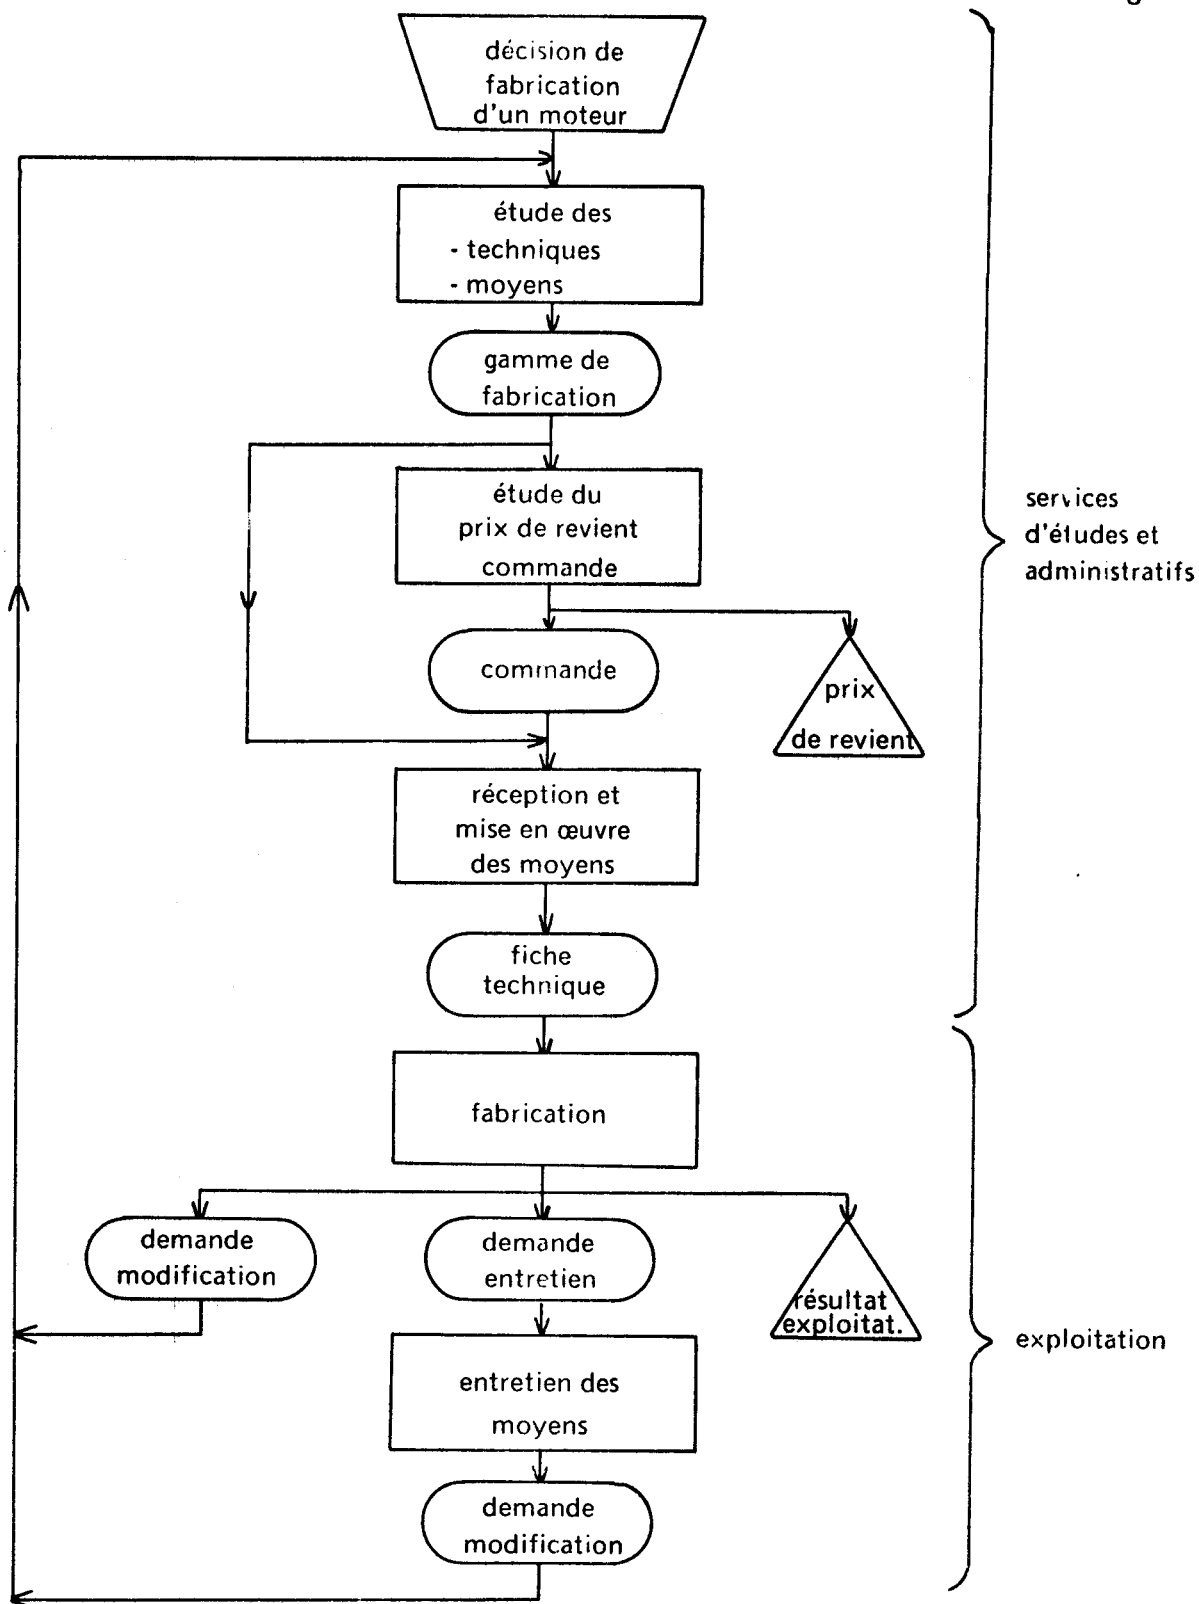 décision de
fabrication
d'un moteur
étude des
- techniques
- moyens
gamme de
fabrication
étude du
prix de revient
commande
commande
prix
de revient
réception et
mise en œuvre
des moyens
fiche
technique
services
d'études et
administratifs
fabrication
demande
modification
demande
entretien
résultat
exploitat.
entretien des
moyens
demande
modification
exploitation